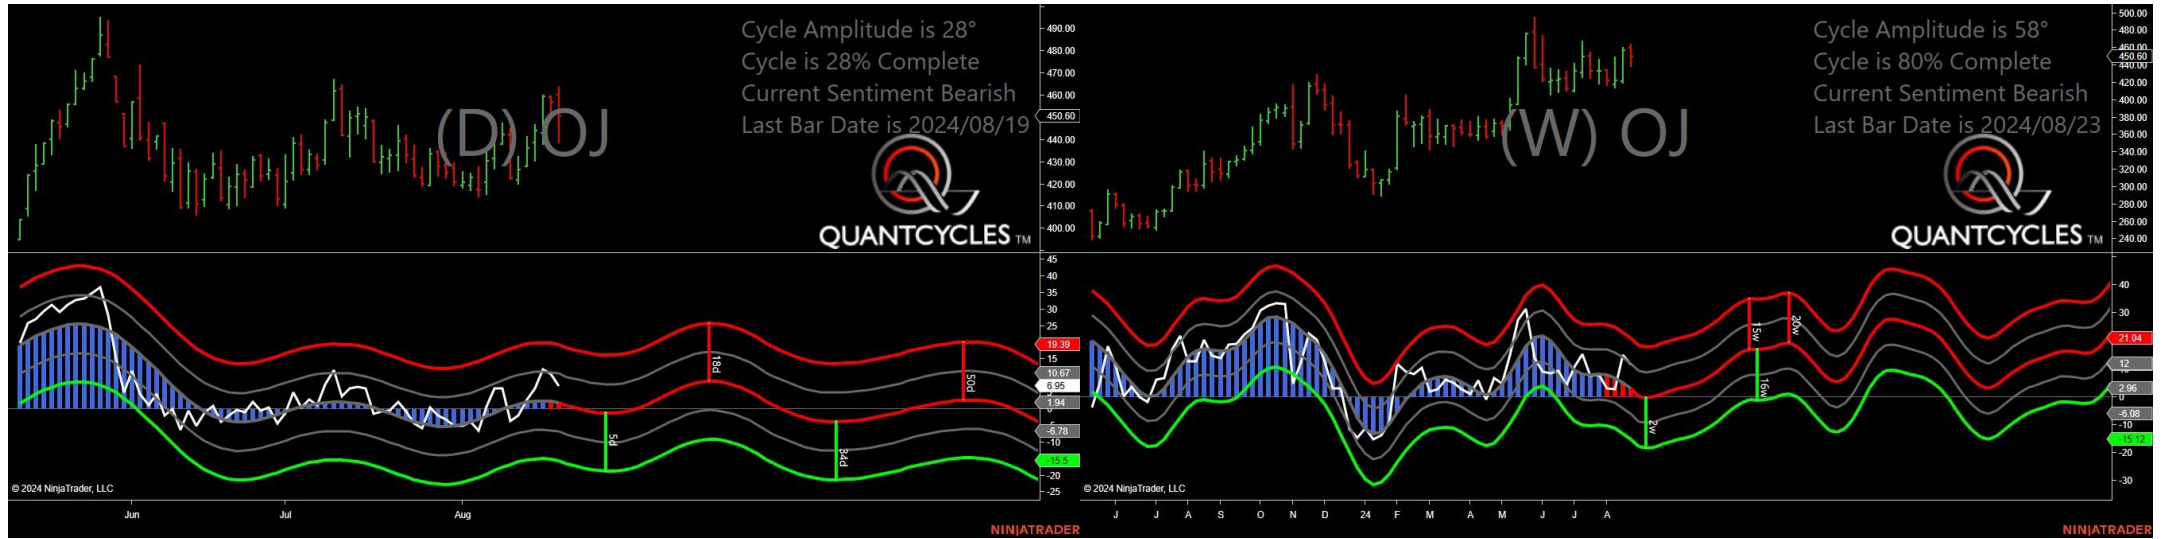 Cycle Amplitude is 28°
Cycle is 28% Complete
Current Sentiment Bearish
Last Bar Date is 2024/08/19
(D) OJ
QUANTCYCLES TM
490.00
480.00
470.00
460.00
450.60
440.00
430.00
420.00
410.00
400.00
45
40
35
30
25
19.39
15
10.67
6.95
1.94
-6.78
-10
-15.5
-20
-25
5d
18d
34d
50d
© 2024 NinjaTrader, LLC
Jun
Jul
Aug
NINJATRADER
Cycle Amplitude is 58°
Cycle is 80% Complete
Current Sentiment Bearish
Last Bar Date is 2024/08/23
(W) OJ
QUANTCYCLES TM
500.00
480.00
460.00
450.60
440.00
420.00
400.00
380.00
360.00
340.00
320.00
300.00
280.00
260.00
240.00
40
30
21.04
12
2.96
0
-6.08
-10
-15.12
-20
-30
2w
15w
16w
20w
© 2024 NinjaTrader, LLC
J
J
A
S
O
N
D
24
F
M
A
M
J
J
A
NINJATRADER